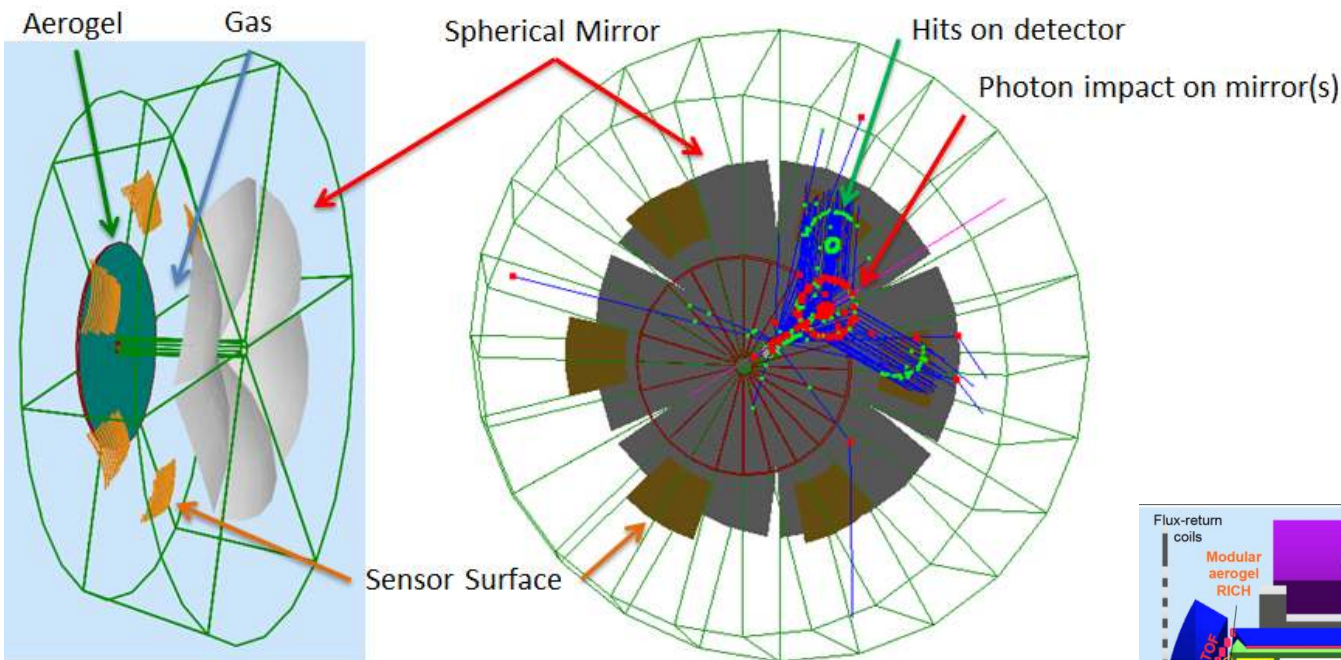 Aerogel
Gas
Spherical Mirror
Hits on detector
Photon impact on mirror(s)
Sensor Surface
Flux-return
coils
Modular
aerogel
RICH
TOF